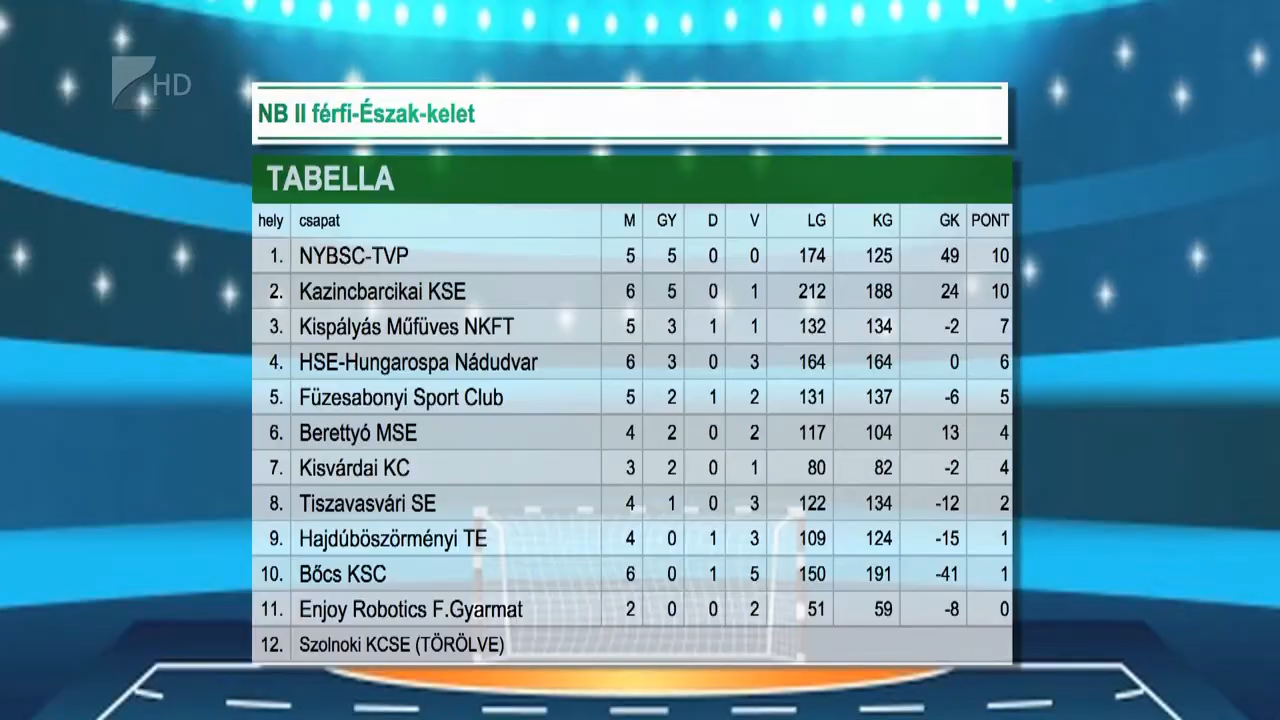 HD
NB II férfi-Észak-kelet
TABELLA
hely csapat M GY D V LG KG GK PONT
1. NYBSC-TVP 5 5 0 0 174 125 49 10
2. Kazincbarcikai KSE 6 5 0 1 212 188 24 10
3. Kispályás Műfüves NKFT 5 3 1 1 132 134 -2 7
4. HSE-Hungarospa Nádudvar 6 3 0 3 164 164 0 6
5. Füzesabonyi Sport Club 5 2 1 2 131 137 -6 5
6. Berettyó MSE 4 2 0 2 117 104 13 4
7. Kisvárdai KC 3 2 0 1 80 82 -2 4
8. Tiszavasvári SE 4 1 0 3 122 134 -12 2
9. Hajdúböszörményi TE 4 0 1 3 109 124 -15 1
10. Bőcs KSC 6 0 1 5 150 191 -41 1
11. Enjoy Robotics F.Gyarmat 2 0 0 2 51 59 -8 0
12. Szolnoki KCSE (TÖRÖLVE)